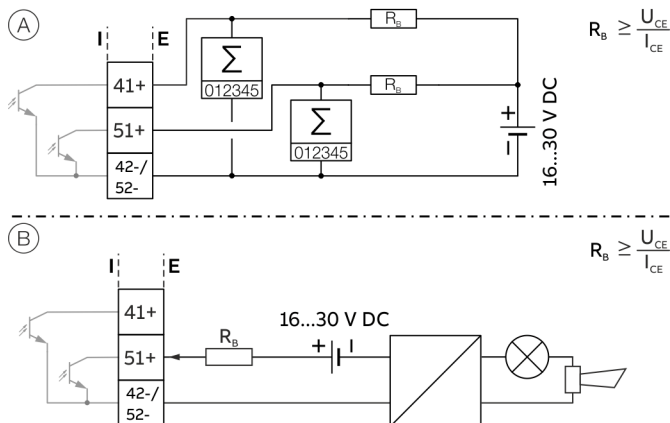 A
I E
R_B
R_B ≥ U_CE / I_CE
41+
Σ
012345
R_B
51+
Σ
012345
+
I
16...30 V DC
42-/
52-
B
I E
R_B ≥ U_CE / I_CE
41+
16...30 V DC
R_B
+ I
51+
42-/
52-